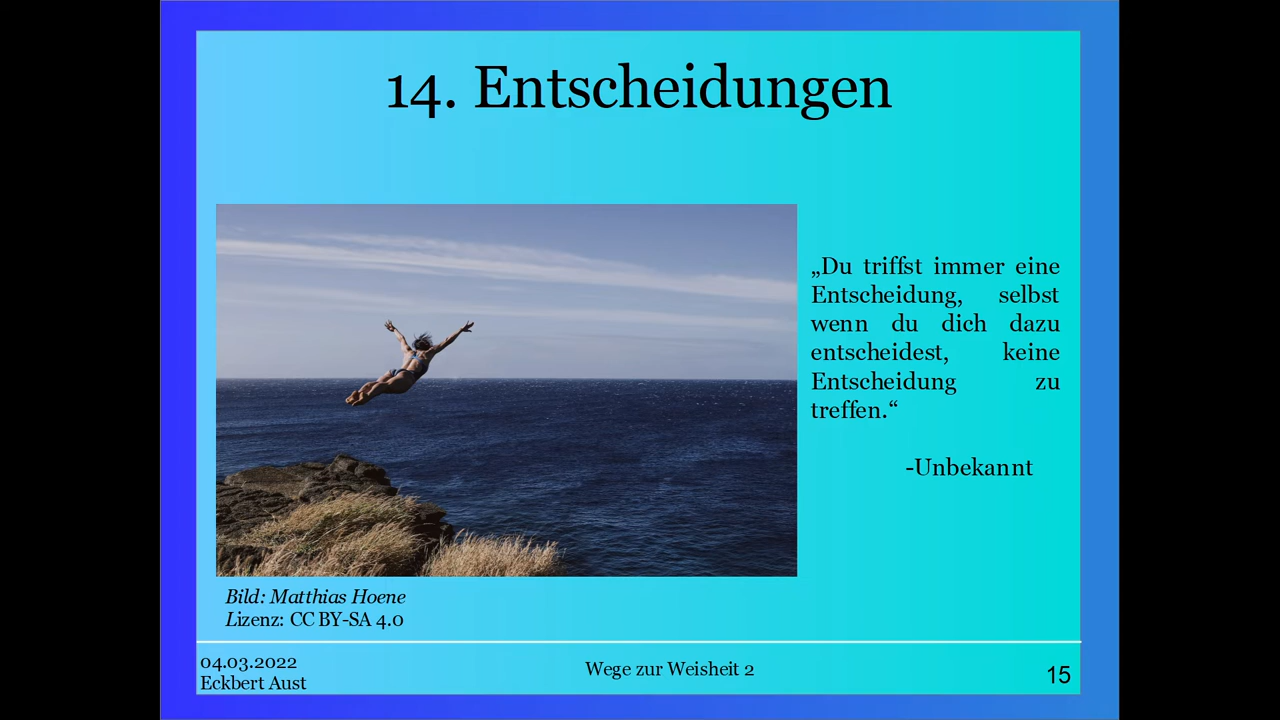 14. Entscheidungen
„Du triffst immer eine
Entscheidung, selbst
wenn du dich dazu
entscheidest, keine
Entscheidung zu
treffen.“
-Unbekannt
Bild: Matthias Hoene
Lizenz: CC BY-SA 4.0
04.03.2022
Eckbert Aust
Wege zur Weisheit 2
15